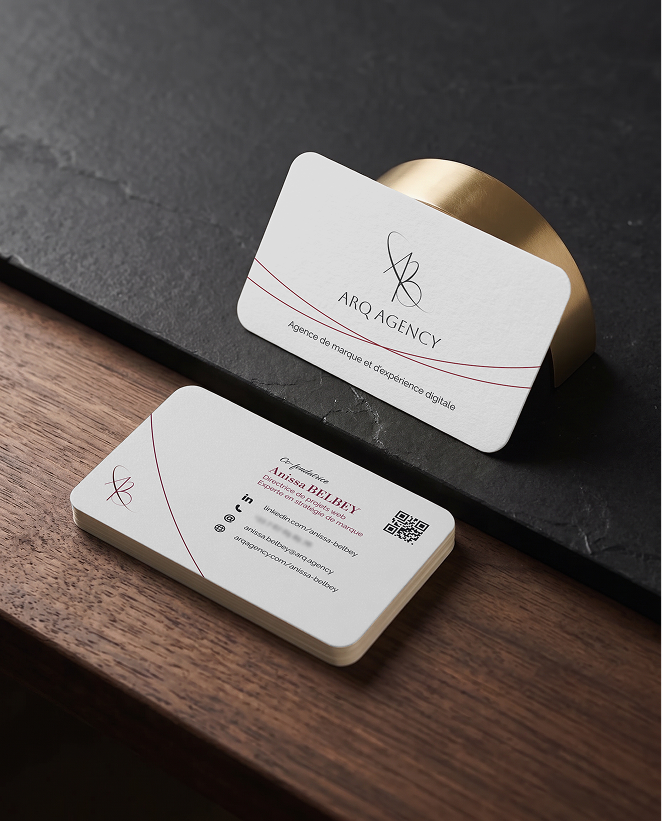 ARQ AGENCY
Agence de marque et d'expérience digitale
Co-fondatrice
Anissa BELBEY
Directrice de projets web
Experte en stratégie de marque
linkedin.com/anissa-belbey
anissa.belbey@arq.agency
arqagency.com/anissa-belbey